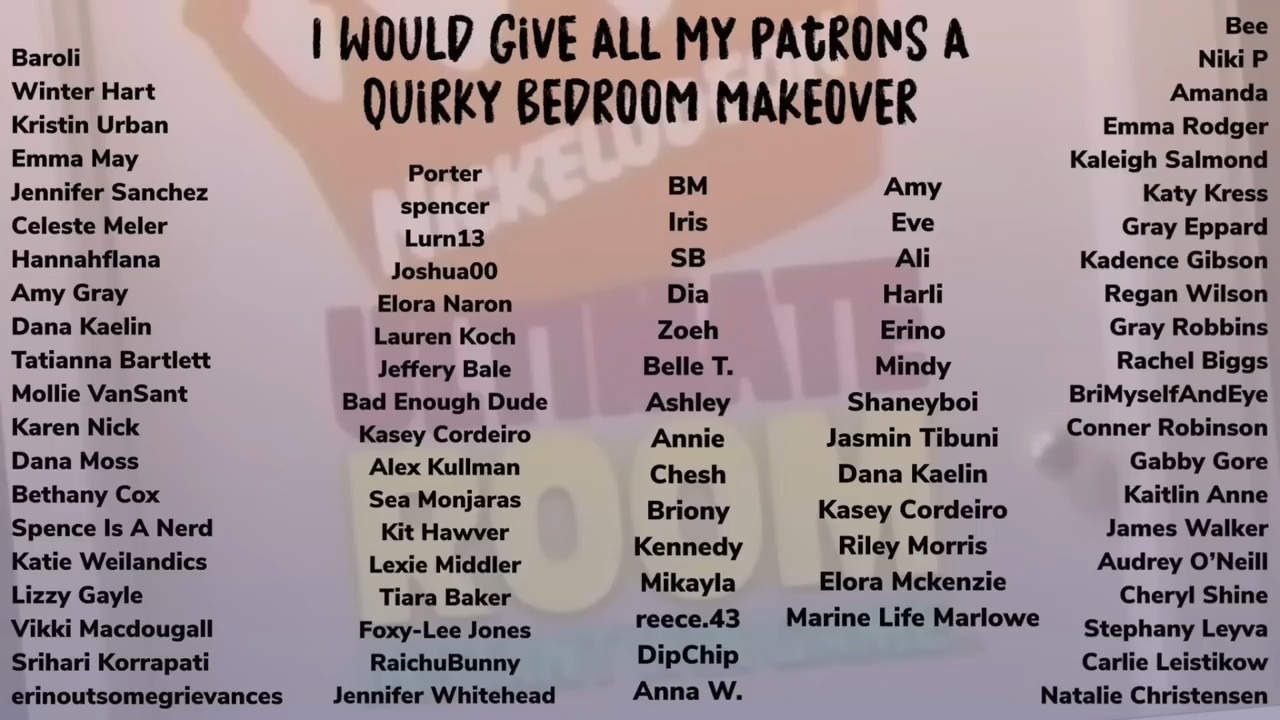 I WOULD GIVE ALL MY PATRONS A
QUIRKY BEDROOM MAKEOVER
Baroli
Winter Hart
Kristin Urban
Emma May
Jennifer Sanchez
Celeste Meler
Hannahflana
Amy Gray
Dana Kaelin
Tatianna Bartlett
Mollie VanSant
Karen Nick
Dana Moss
Bethany Cox
Spence Is A Nerd
Katie Weilandics
Lizzy Gayle
Vikki Macdougall
Srihari Korrapati
erinoutsomegrievances
Porter
spencer
Lurn13
Joshua00
Elora Naron
Lauren Koch
Jeffery Bale
Bad Enough Dude
Kasey Cordeiro
Alex Kullman
Sea Monjaras
Kit Hawver
Lexie Middler
Tiara Baker
Foxy-Lee Jones
RaichuBunny
Jennifer Whitehead
BM
Iris
SB
Dia
Zoeh
Belle T.
Ashley
Annie
Chesh
Briony
Kennedy
Mikayla
reece.43
DipChip
Anna W.
Amy
Eve
Ali
Harli
Erino
Mindy
Shaneyboi
Jasmin Tibuni
Dana Kaelin
Kasey Cordeiro
Riley Morris
Elora Mckenzie
Marine Life Marlowe
Bee
Niki P
Amanda
Emma Rodger
Kaleigh Salmond
Katy Kress
Gray Eppard
Kadence Gibson
Regan Wilson
Gray Robbins
Rachel Biggs
BriMyselfAndEye
Conner Robinson
Gabby Gore
Kaitlin Anne
James Walker
Audrey O’Neill
Cheryl Shine
Stephany Leyva
Carlie Leistikow
Natalie Christensen
NICKELODEON
ULTIMATE
ROOM